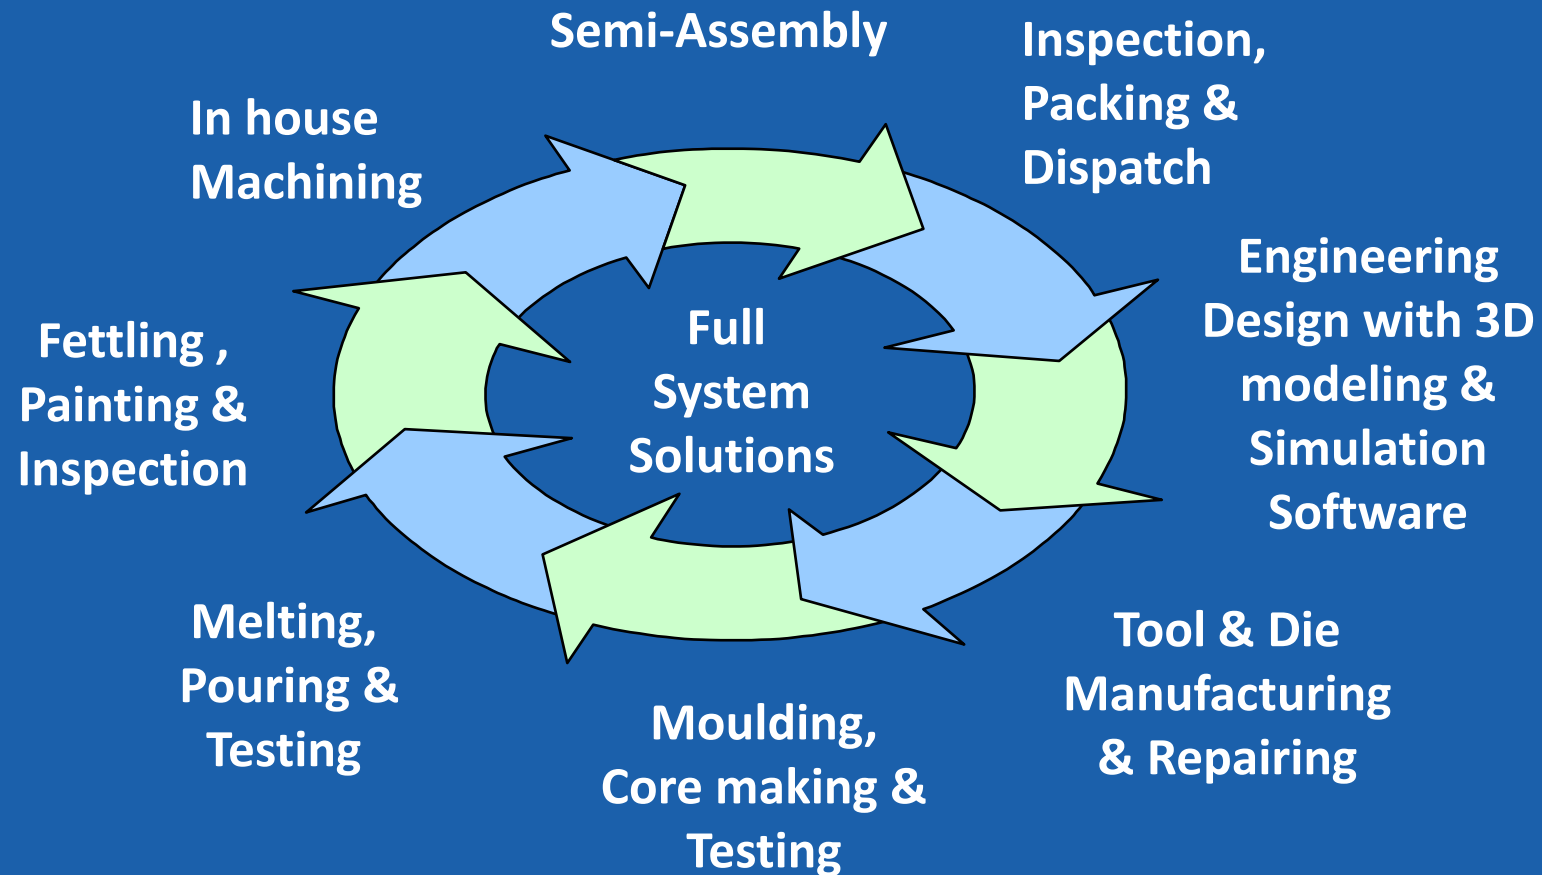 Semi-Assembly
Inspection,
Packing &
Dispatch
Engineering
Design with 3D
modeling &
Simulation
Software
Tool & Die
Manufacturing
& Repairing
Moulding,
Core making &
Testing
Melting,
Pouring &
Testing
Fettling ,
Painting &
Inspection
In house
Machining
Full
System
Solutions